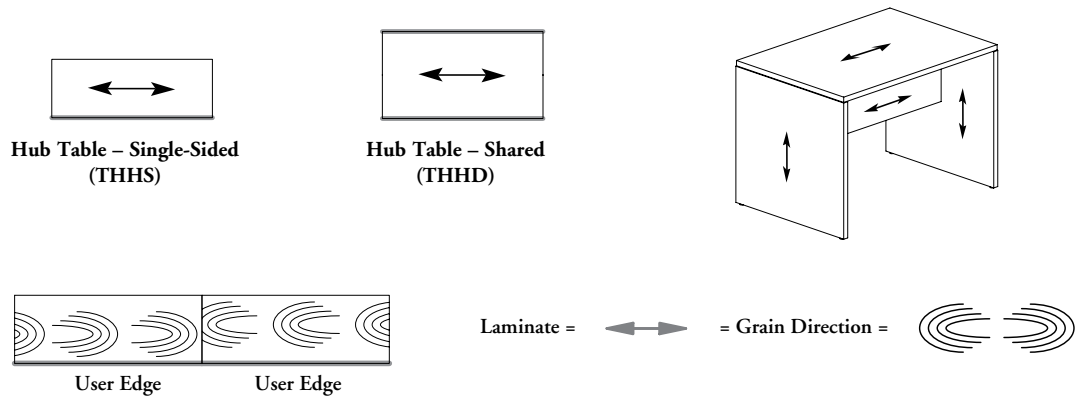 Hub Table – Single-Sided
(THHS)
Hub Table – Shared
(THHD)
User Edge
User Edge
Laminate =
= Grain Direction =